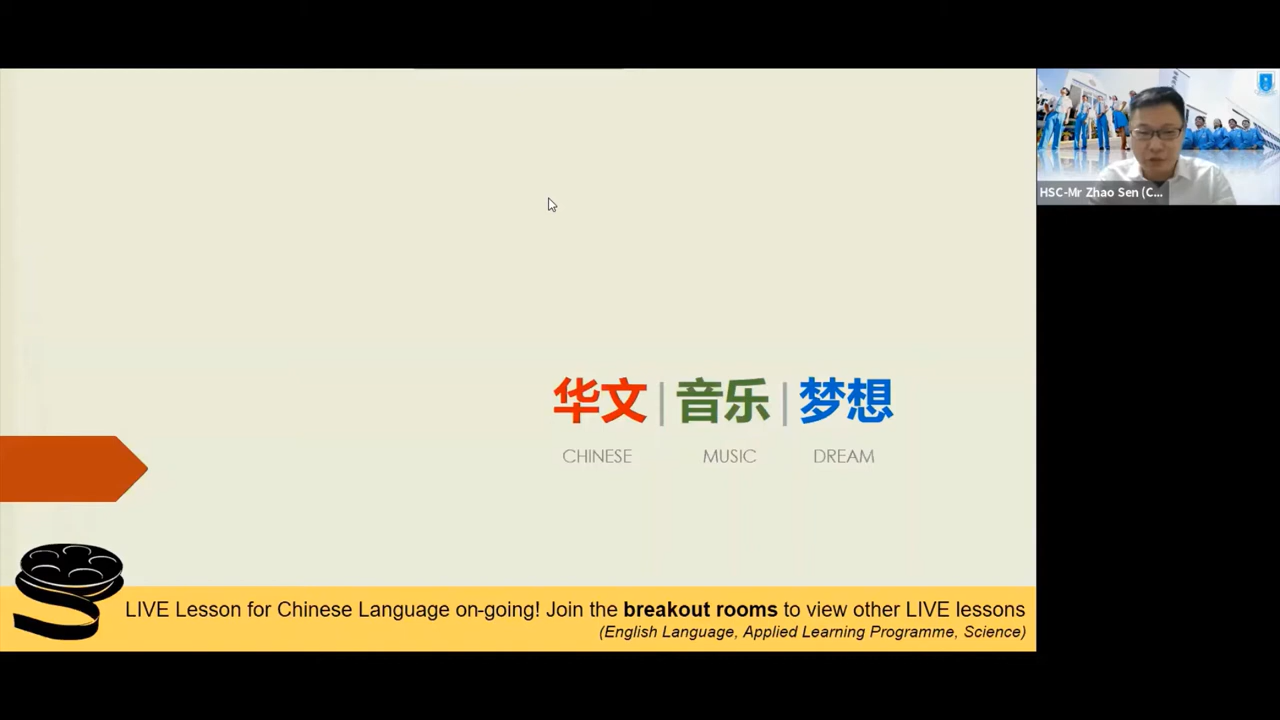 HSC-Mr Zhao Sen (C...
华文|音乐|梦想
CHINESE MUSIC DREAM
LIVE Lesson for Chinese Language on-going! Join the breakout rooms to view other LIVE lessons
(English Language, Applied Learning Programme, Science)